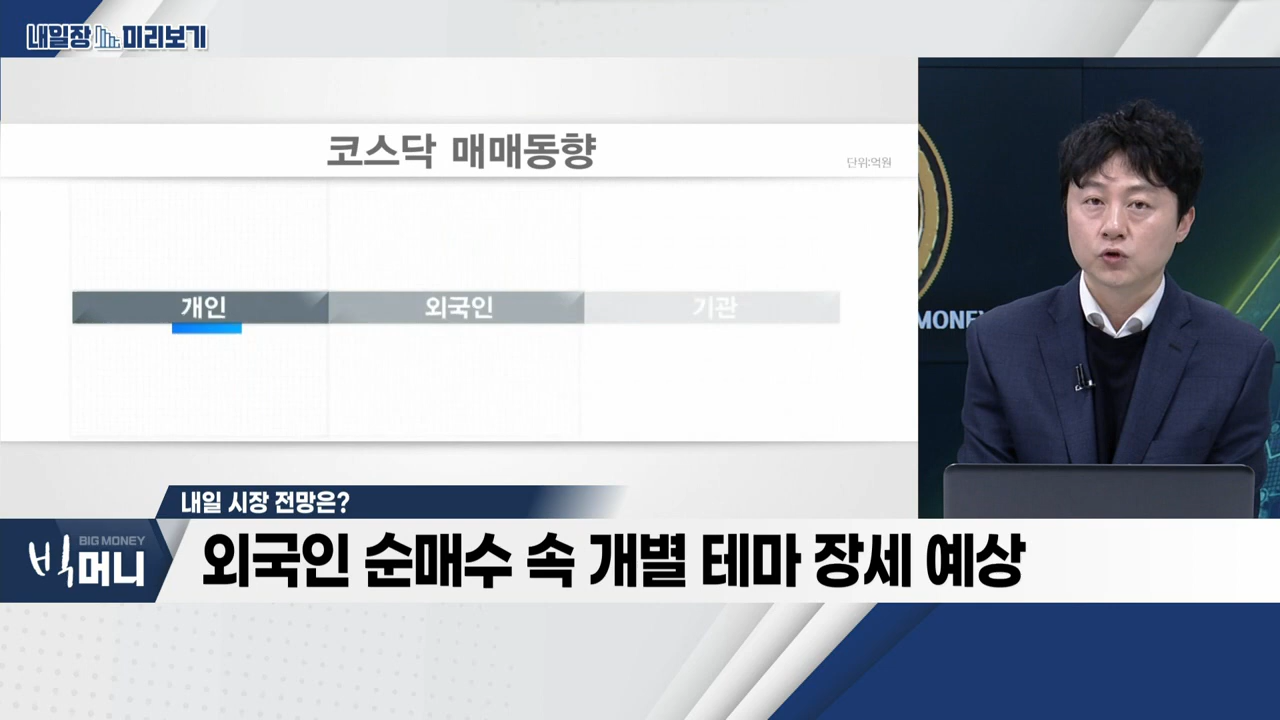 내일장 미리보기
코스닥 매매동향
단위:억원
개인 외국인 기관
MONEY
내일 시장 전망은?
BIG MONEY
빅머니
외국인 순매수 속 개별 테마 장세 예상